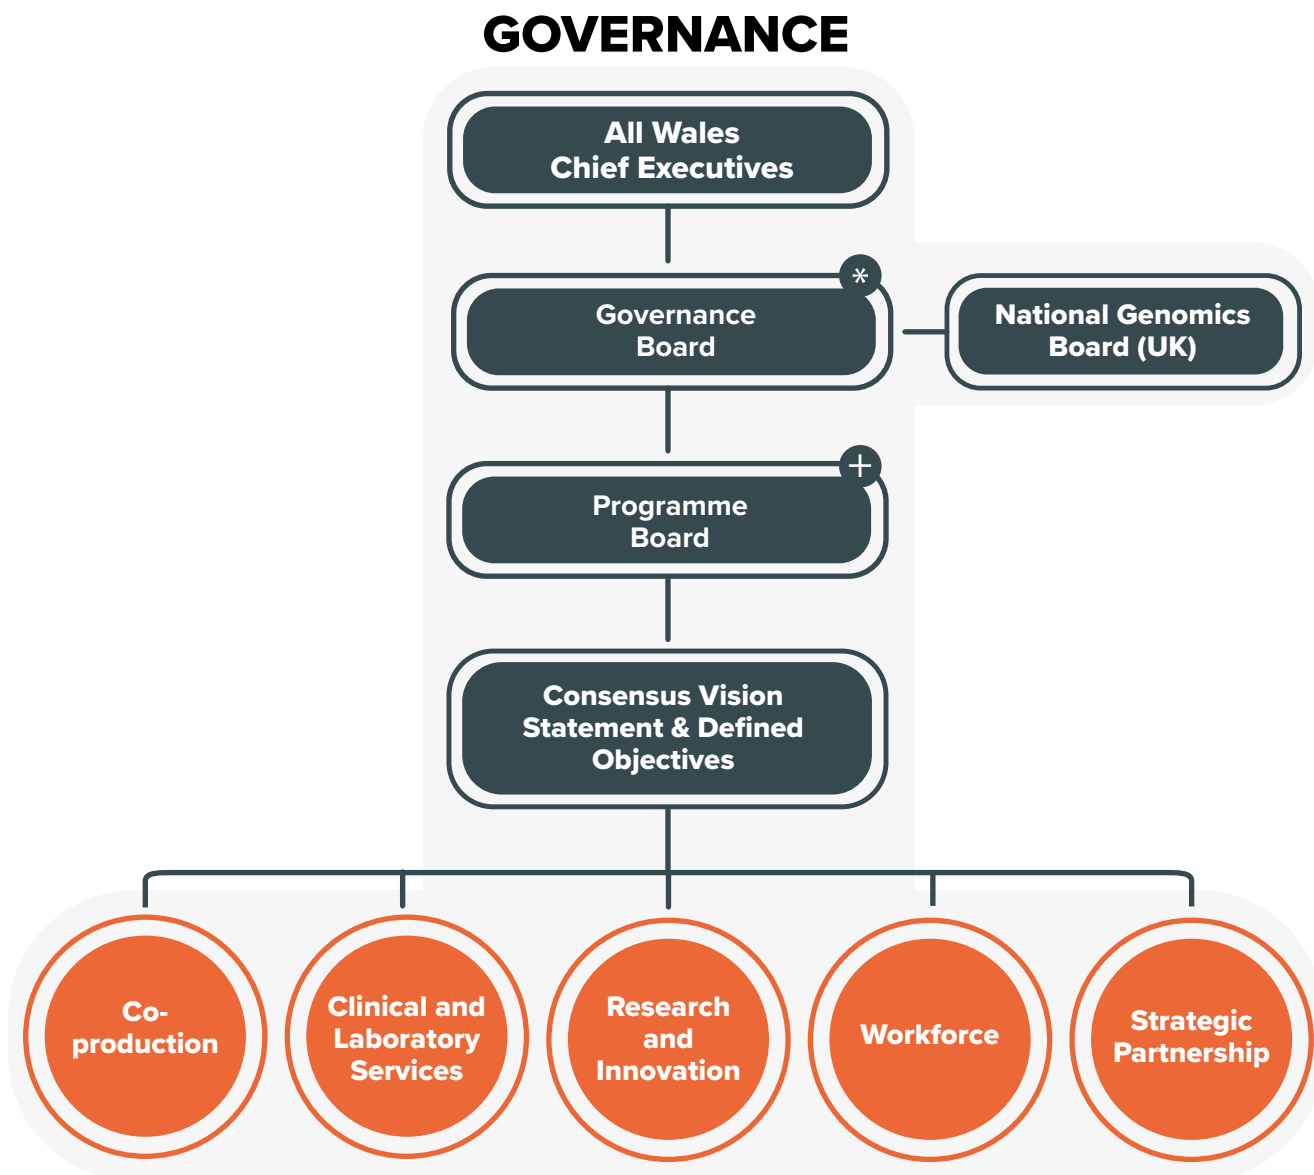 GOVERNANCE
All Wales
Chief Executives
*
Governance
Board
National Genomics
Board (UK)
+
Programme
Board
Consensus Vision
Statement & Defined
Objectives
Co-
production
Clinical and
Laboratory
Services
Research
and
Innovation
Workforce
Strategic
Partnership